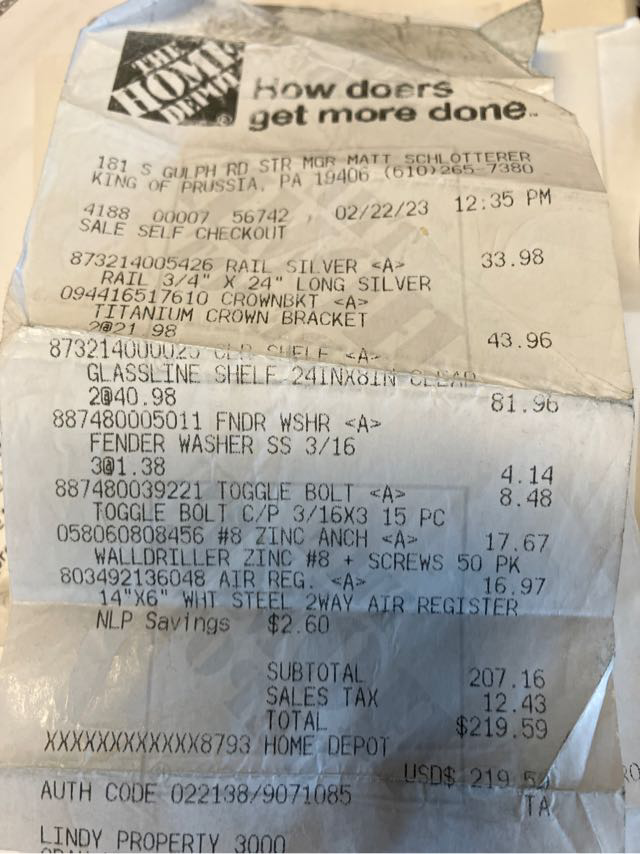 THE
HOME
DEPOT
How doers
get more done™
181 S GULPH RD STR MGR MATT SCHLOTTERER
KING OF PRUSSIA, PA 19406 (610)265-7380
4188 00007 56742 02/22/23 12:35 PM
SALE SELF CHECKOUT
873214005426 RAIL SILVER <A> 33.98
RAIL 3/4" X 24" LONG SILVER
094416517610 CROWNBKT <A>
TITANIUM CROWN BRACKET
2@21.98 43.96
<A>
GLASSLINE SHELF 24INX8IN CLEAR
2@40.98 81.96
887480005011 FNDR WSHR <A>
FENDER WASHER SS 3/16
3@1.38 4.14
887480039221 TOGGLE BOLT <A> 8.48
TOGGLE BOLT C/P 3/16X3 15 PC
058060808456 #8 ZINC ANCH <A> 17.67
WALLDRILLER ZINC #8 + SCREWS 50 PK
803492136048 AIR REG. <A> 16.97
14"X6" WHT STEEL 2WAY AIR REGISTER
NLP Savings $2.60
SUBTOTAL 207.16
SALES TAX 12.43
TOTAL $219.59
XXXXXXXXXXXX8793 HOME DEPOT
USD$ 219.59
AUTH CODE 022138/9071085 TA
LINDY PROPERTY 3000